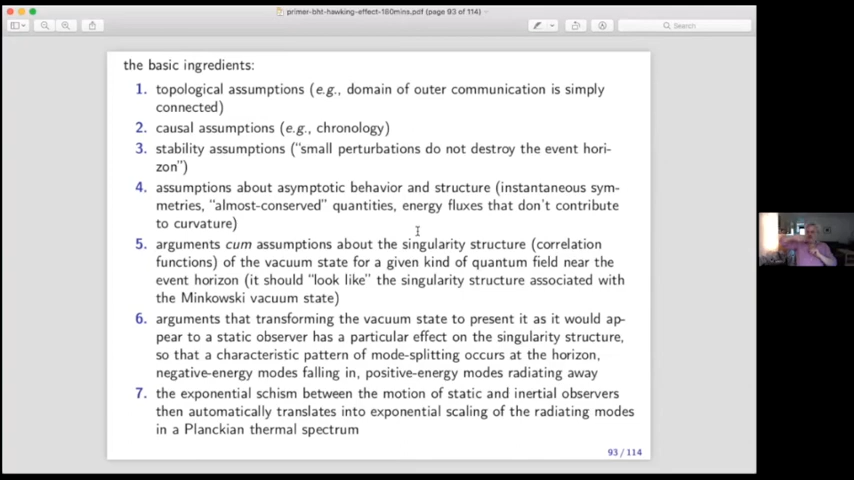 primer-bht-hawking-effect-160mins.pdf (page 93 of 114)
Search
the basic ingredients:
1. topological assumptions (e.g., domain of outer communication is simply
connected)
2. causal assumptions (e.g., chronology)
3. stability assumptions (“small perturbations do not destroy the event hori-
zon”)
4. assumptions about asymptotic behavior and structure (instantaneous sym-
metries, “almost-conserved” quantities, energy fluxes that don’t contribute
to curvature)
5. arguments cum assumptions about the singularity structure (correlation
functions) of the vacuum state for a given kind of quantum field near the
event horizon (it should “look like” the singularity structure associated with
the Minkowski vacuum state)
6. arguments that transforming the vacuum state to present it as it would ap-
pear to a static observer has a particular effect on the singularity structure,
so that a characteristic pattern of mode-splitting occurs at the horizon,
negative-energy modes falling in, positive-energy modes radiating away
7. the exponential schism between the motion of static and inertial observers
then automatically translates into exponential scaling of the radiating modes
in a Planckian thermal spectrum
93 / 114